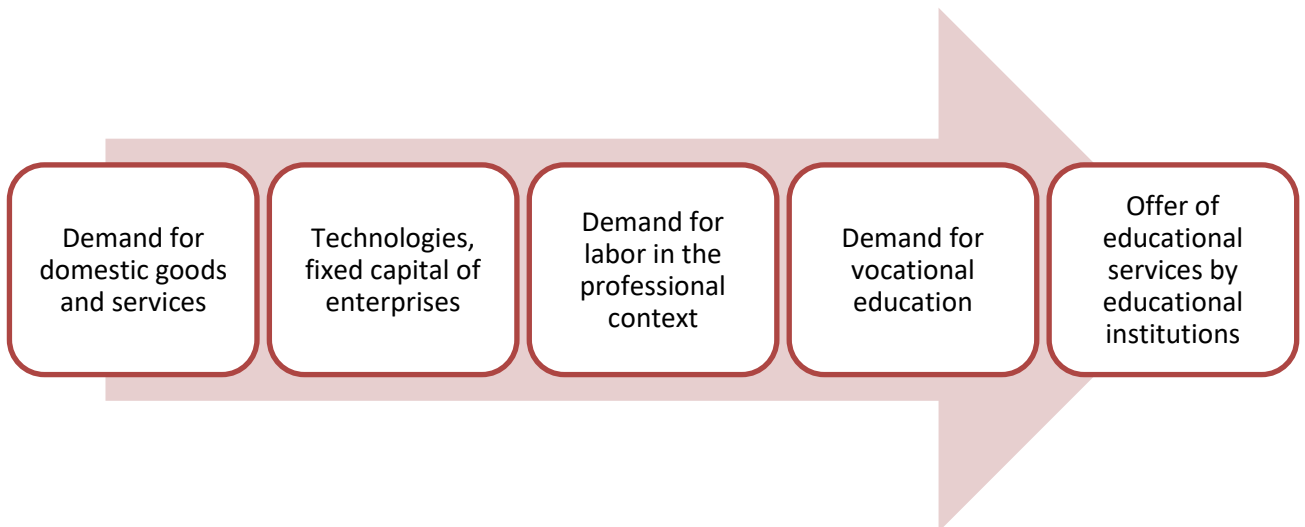 Demand for
domestic goods
and services
Technologies,
fixed capital of
enterprises
Demand for
labor in the
professional
context
Demand for
vocational
education
Offer of
educational
services by
educational
institutions